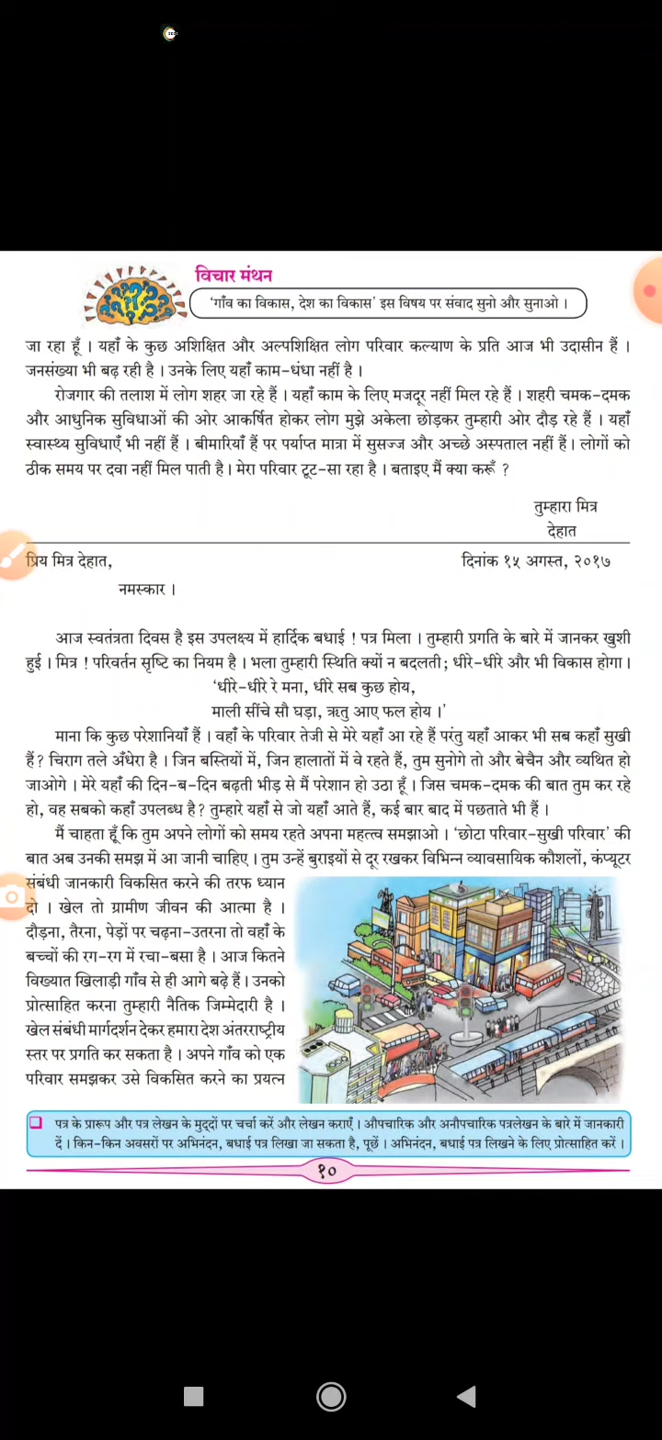 विचार मंथन
'गाँव का विकास, देश का विकास' इस विषय पर संवाद सुनो और सुनाओ ।
जा रहा हूँ । यहाँ के कुछ अशिक्षित और अल्पशिक्षित लोग परिवार कल्याण के प्रति आज भी उदासीन हैं ।
जनसंख्या भी बढ़ रही है । उनके लिए यहाँ काम-धंधा नहीं है ।
रोजगार की तलाश में लोग शहर जा रहे हैं । यहाँ काम के लिए मजदूर नहीं मिल रहे हैं । शहरी चमक-दमक
और आधुनिक सुविधाओं की ओर आकर्षित होकर लोग मुझे अकेला छोड़कर तुम्हारी ओर दौड़ रहे हैं । यहाँ
स्वास्थ्य सुविधाएँ भी नहीं हैं । बीमारियाँ हैं पर पर्याप्त मात्रा में सुसज्ज और अच्छे अस्पताल नहीं हैं । लोगों को
ठीक समय पर दवा नहीं मिल पाती है । मेरा परिवार टूट-सा रहा है । बताइए मैं क्या करूँ ?
तुम्हारा मित्र
देहात
प्रिय मित्र देहात, दिनांक १५ अगस्त, २०१७
नमस्कार ।
आज स्वतंत्रता दिवस है इस उपलक्ष्य में हार्दिक बधाई ! पत्र मिला । तुम्हारी प्रगति के बारे में जानकर खुशी
हुई । मित्र ! परिवर्तन सृष्टि का नियम है । भला तुम्हारी स्थिति क्यों न बदलती; धीरे-धीरे और भी विकास होगा ।
'धीरे-धीरे रे मना, धीरे सब कुछ होय,
माली सींचे सौ घड़ा, ऋतु आए फल होय ।'
माना कि कुछ परेशानियाँ हैं । वहाँ के परिवार तेजी से मेरे यहाँ आ रहे हैं परंतु यहाँ आकर भी सब कहाँ सुखी
हैं? चिराग तले अँधेरा है । जिन बस्तियों में, जिन हालातों में वे रहते हैं, तुम सुनोगे तो और बेचैन और व्यथित हो
जाओगे । मेरे यहाँ की दिन-ब-दिन बढ़ती भीड़ से मैं परेशान हो उठा हूँ । जिस चमक-दमक की बात तुम कर रहे
हो, वह सबको कहाँ उपलब्ध है? तुम्हारे यहाँ से जो यहाँ आते हैं, कई बार बाद में पछताते भी हैं ।
मैं चाहता हूँ कि तुम अपने लोगों को समय रहते अपना महत्त्व समझाओ । 'छोटा परिवार-सुखी परिवार' की
बात अब उनकी समझ में आ जानी चाहिए । तुम उन्हें बुराइयों से दूर रखकर विभिन्न व्यावसायिक कौशलों, कंप्यूटर
संबंधी जानकारी विकसित करने की तरफ ध्यान
दो । खेल तो ग्रामीण जीवन की आत्मा है ।
दौड़ना, तैरना, पेड़ों पर चढ़ना-उतरना तो वहाँ के
बच्चों की रग-रग में रचा-बसा है । आज कितने
विख्यात खिलाड़ी गाँव से ही आगे बढ़े हैं । उनको
प्रोत्साहित करना तुम्हारी नैतिक जिम्मेदारी है ।
खेल संबंधी मार्गदर्शन देकर हमारा देश अंतरराष्ट्रीय
स्तर पर प्रगति कर सकता है । अपने गाँव को एक
परिवार समझकर उसे विकसित करने का प्रयत्न
❑ पत्र के प्रारूप और पत्र लेखन के मुद्दों पर चर्चा करें और लेखन कराएँ । औपचारिक और अनौपचारिक पत्रलेखन के बारे में जानकारी
दें । किन-किन अवसरों पर अभिनंदन, बधाई पत्र लिखा जा सकता है, पूछें । अभिनंदन, बधाई पत्र लिखने के लिए प्रोत्साहित करें ।
१०